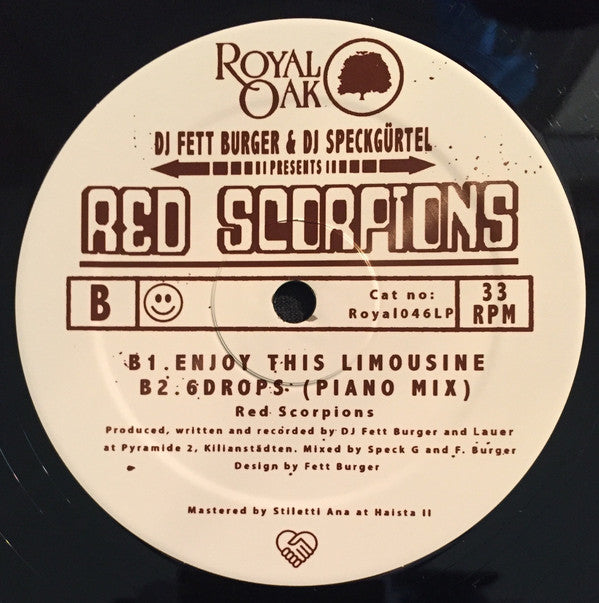 ROYAL
OAK
DJ FETT BURGER & DJ SPECKGÜRTEL
PRESENTS
RED SCORPIONS
B
Cat no:
Royal046LP
33
RPM
B1.ENJOY THIS LIMOUSINE
B2.6DROPS (PIANO MIX)
Red Scorpions
Produced, written and recorded by DJ Fett Burger and Lauer
at Pyramide 2, Kilianstädten. Mixed by Speck G and F. Burger
Design by Fett Burger
Mastered by Stiletti Ana at Haista II